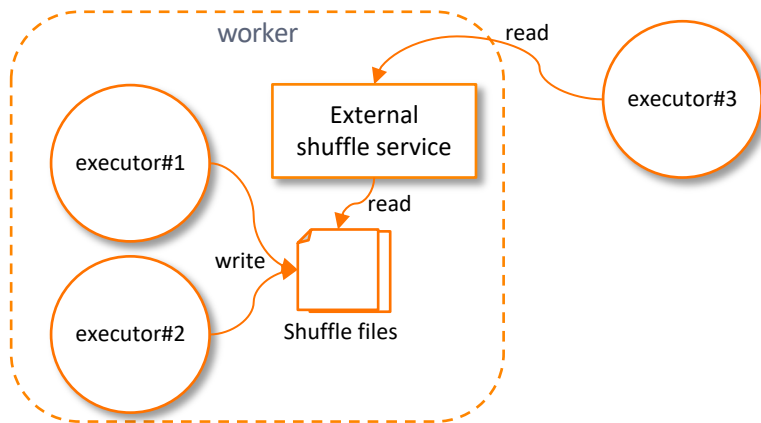 worker
read
External
shuffle service
executor#3
executor#1
read
write
executor#2
Shuffle files